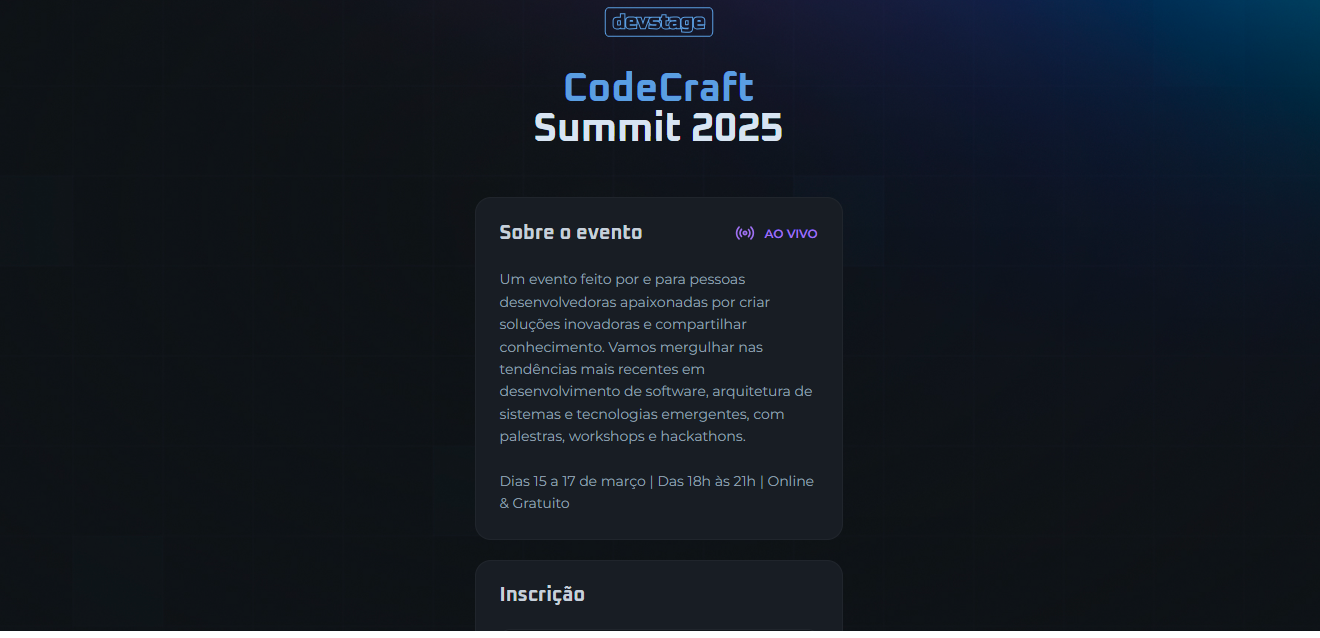 devstage
CodeCraft
Summit 2025
Sobre o evento
AO VIVO
Um evento feito por e para pessoas
desenvolvedoras apaixonadas por criar
soluções inovadoras e compartilhar
conhecimento. Vamos mergulhar nas
tendências mais recentes em
desenvolvimento de software, arquitetura de
sistemas e tecnologias emergentes, com
palestras, workshops e hackathons.
Dias 15 a 17 de março | Das 18h às 21h | Online
& Gratuito
Inscrição